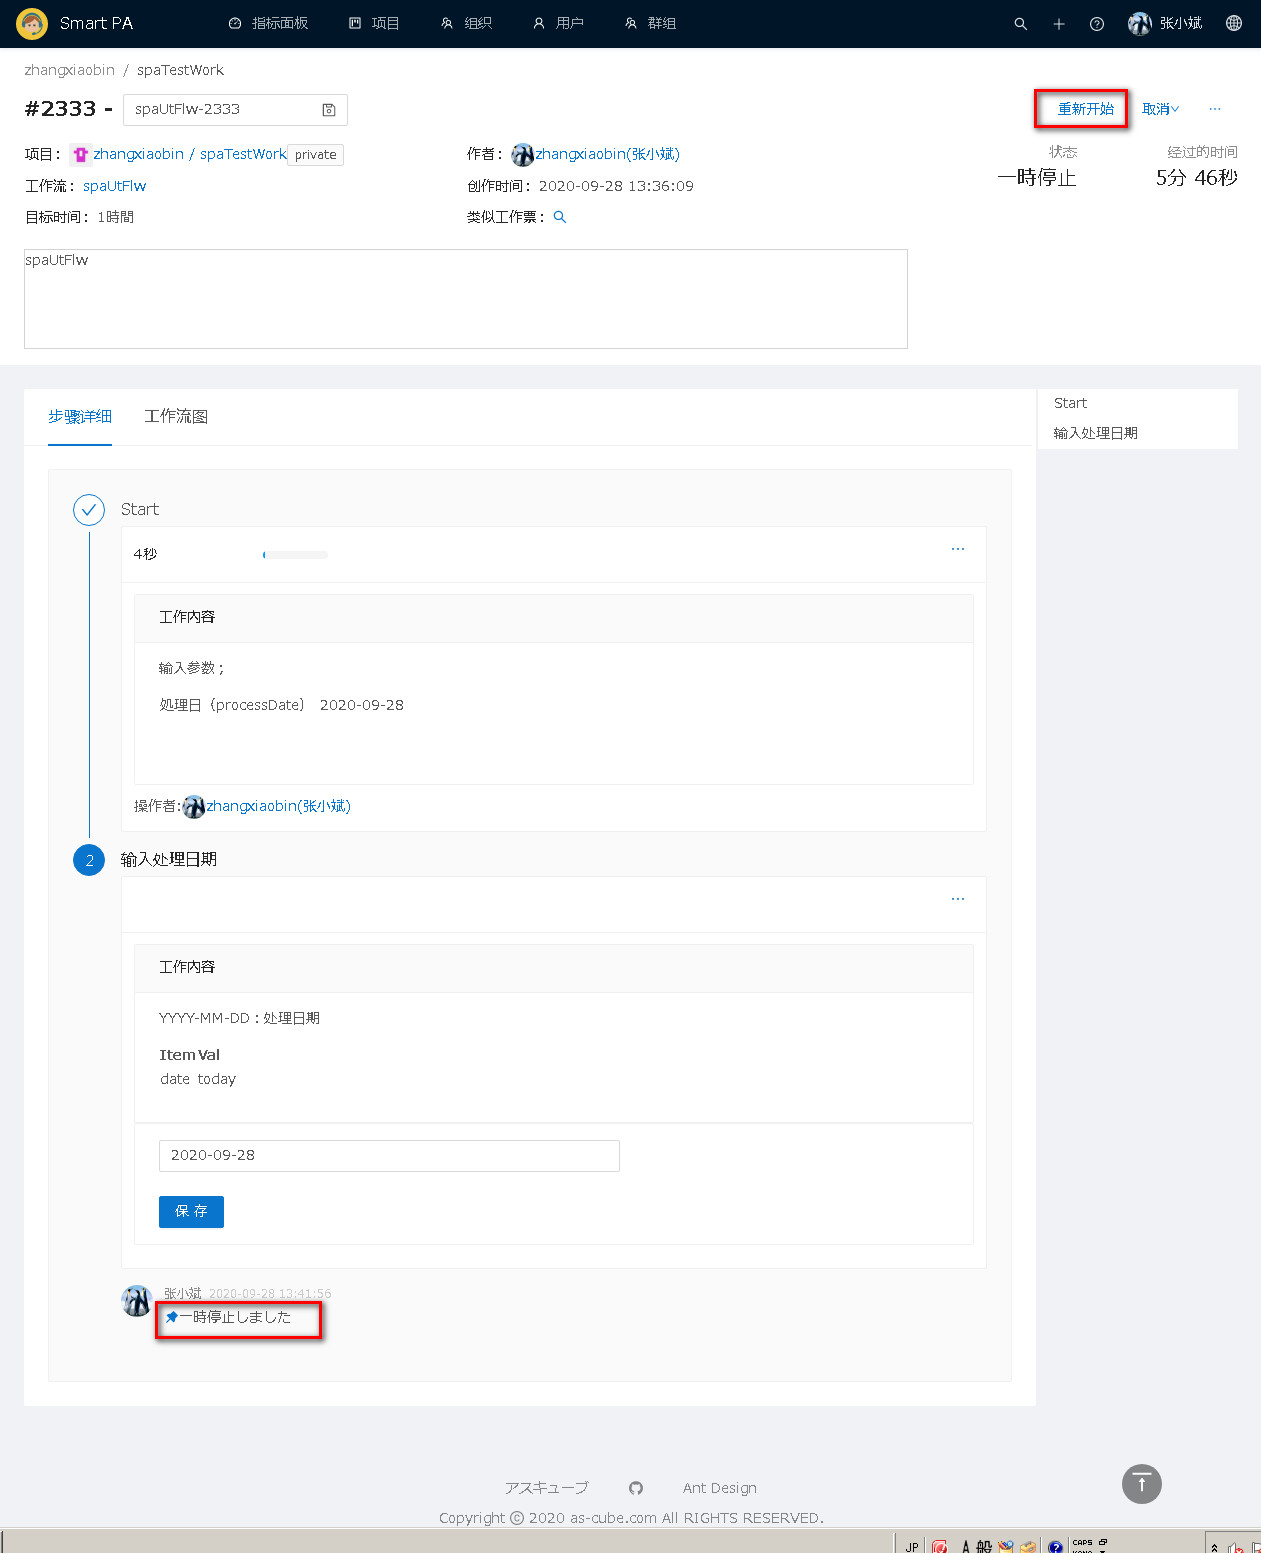 Smart PA 指标面板 项目 组织 用户 群组 张小斌
zhangxiaobin / spaTestWork
#2333 - spaUtFlw-2333 重新开始 取消 ···
项目： zhangxiaobin / spaTestWork private 作者： zhangxiaobin(张小斌) 状态 经过的时间
一時停止 5分 46秒
工作流： spaUtFlw 创作时间： 2020-09-28 13:36:09
目标时间： 1時間 类似工作票：
spaUtFlw
步骤详细 工作流图
Start
输入处理日期
Start
4秒 ···
工作内容
输入参数；
处理日（processDate） 2020-09-28
操作者:zhangxiaobin(张小斌)
2 输入处理日期
···
工作内容
YYYY-MM-DD：处理日期
Item Val
date today
2020-09-28
保 存
张小斌 2020-09-28 13:41:56
一時停止しました
アスキューブ Ant Design
Copyright © 2020 as-cube.com All RIGHTS RESERVED.
JP A 般 ? CAPS